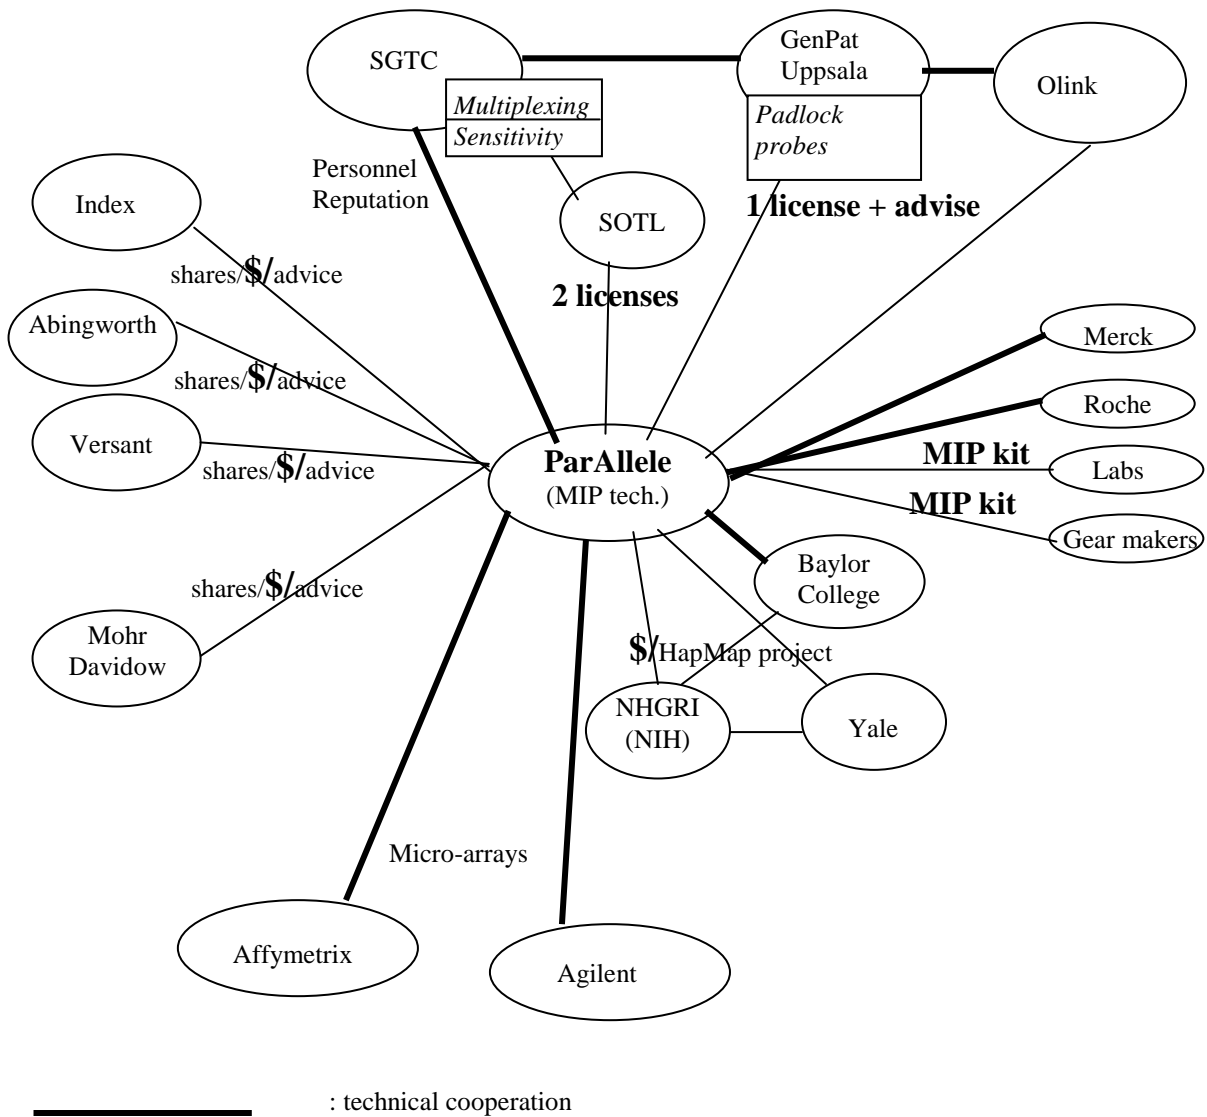 SGTC
GenPat
Uppsala
Olink
Multiplexing
Sensitivity
Padlock
probes
Personnel
Reputation
Index
SOTL
1 license + advise
shares/$/advice
2 licenses
Abingworth
Merck
shares/$/advice
Roche
Versant
ParAllele
(MIP tech.)
MIP kit
Labs
shares/$/advice
MIP kit
Gear makers
Baylor
College
shares/$/advice
Mohr
Davidow
$/HapMap project
NHGRI
(NIH)
Yale
Micro-arrays
Affymetrix
Agilent
: technical cooperation